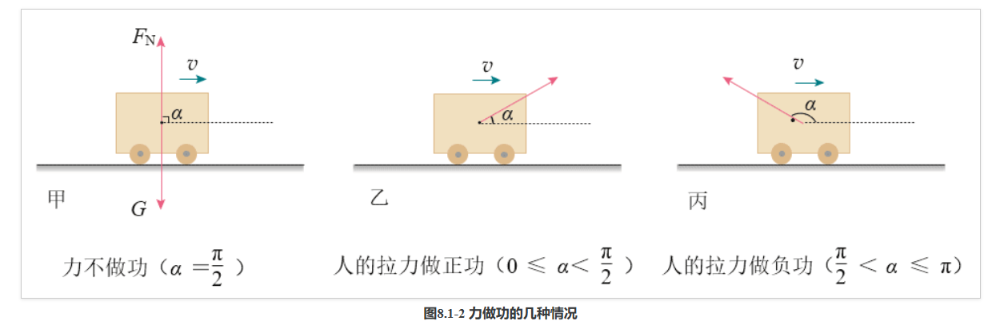 F_N
v
α
G
甲
力不做功（α = π/2）
v
α
乙
人的拉力做正功（0 ≤ α < π/2）
v
α
丙
人的拉力做负功（π/2 < α ≤ π）
图8.1-2 力做功的几种情况